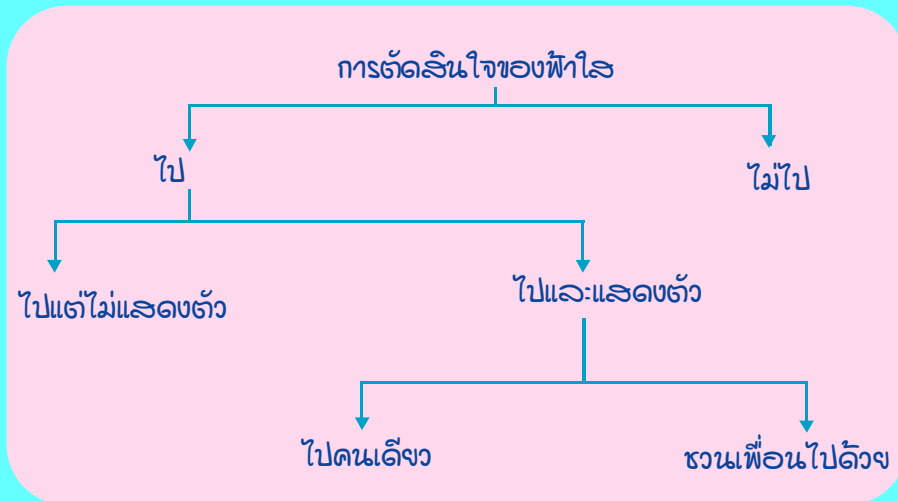 การตัดสินใจของฟ้าใส
ไป
ไม่ไป
ไปแต่ไม่แสดงตัว
ไปและแสดงตัว
ไปคนเดียว
ชวนเพื่อนไปด้วย